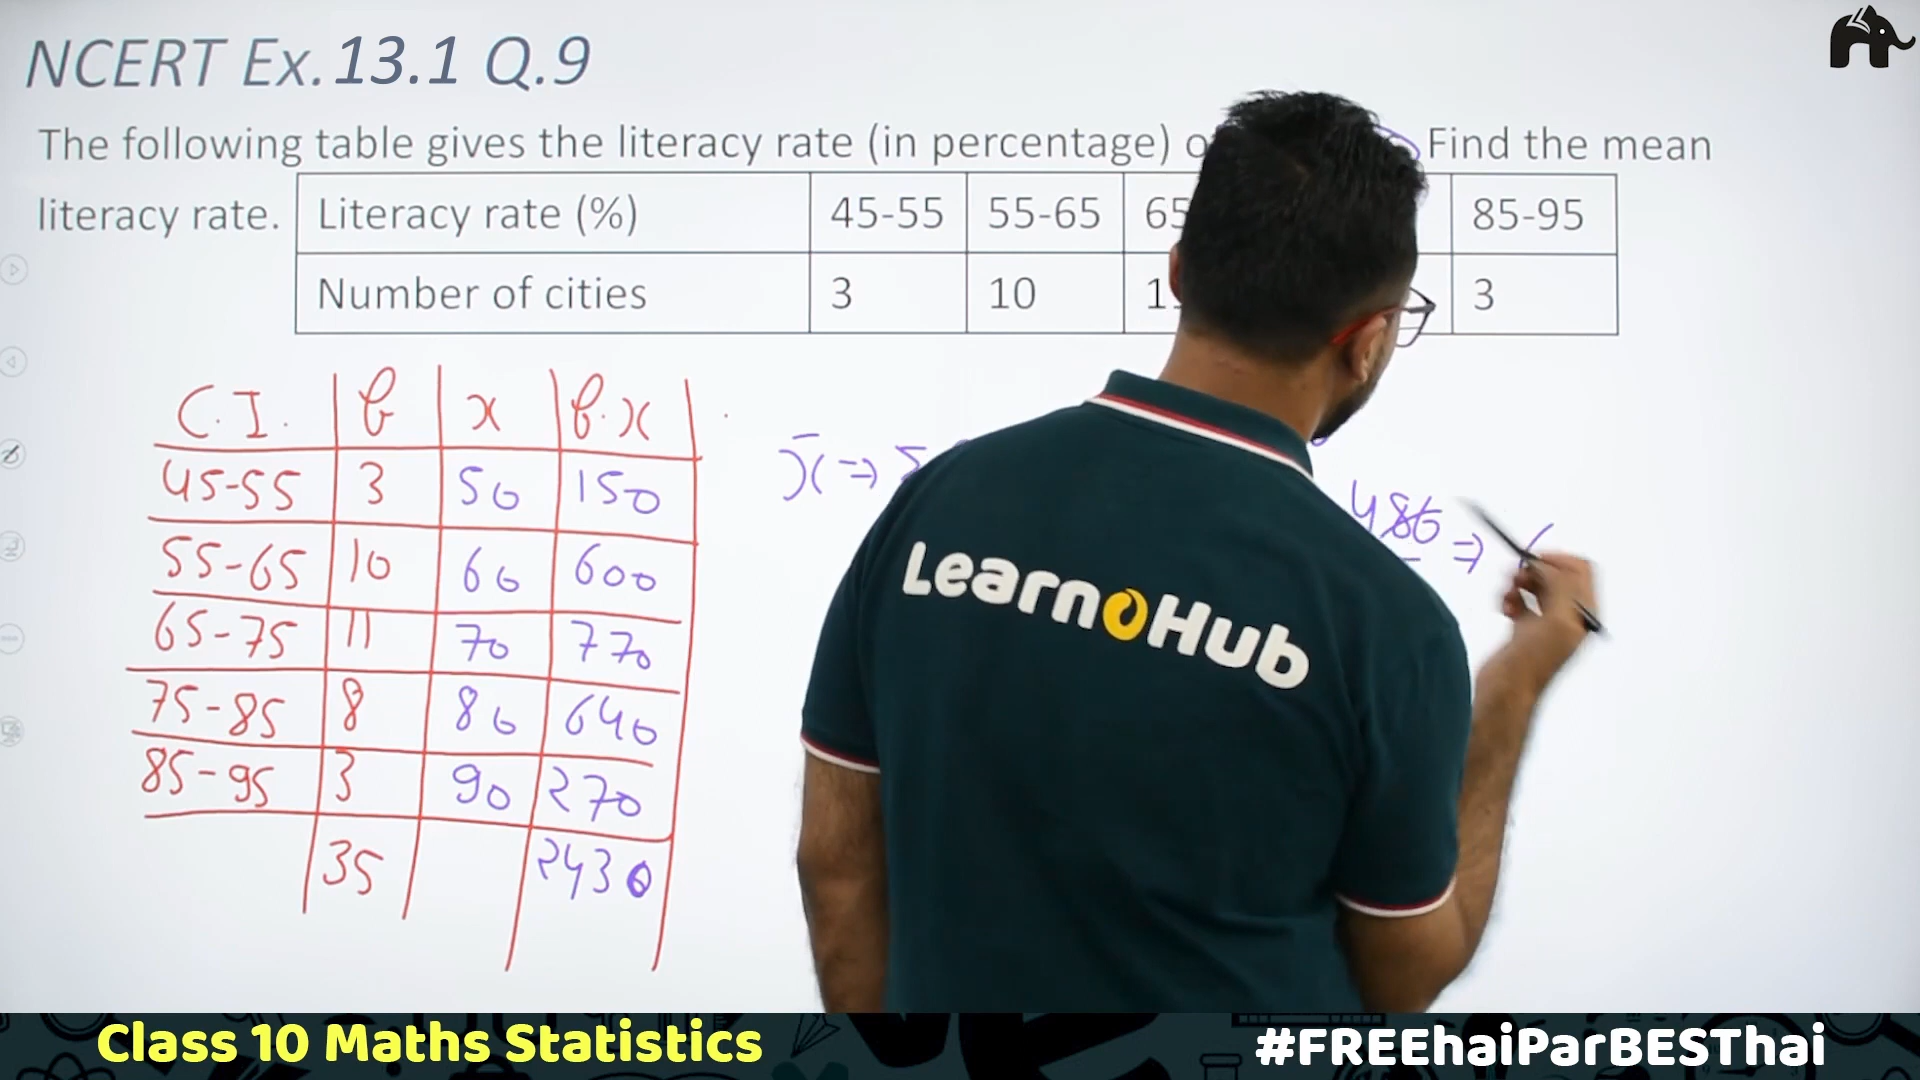 NCERT Ex.13.1 Q.9
The following table gives the literacy rate (in percentage) Find the mean
literacy rate.
Literacy rate (%) 45-55 55-65 65 85-95
Number of cities 3 10 1 3
C.I. f x f.x
45-55 3 50 150
55-65 10 60 600
65-75 11 70 770
75-85 8 80 640
85-95 3 90 270
35 2430
x̄ ⇒ Σ
486 ⇒
LearnoHub
Class 10 Maths Statistics
#FREEhaiParBESThai